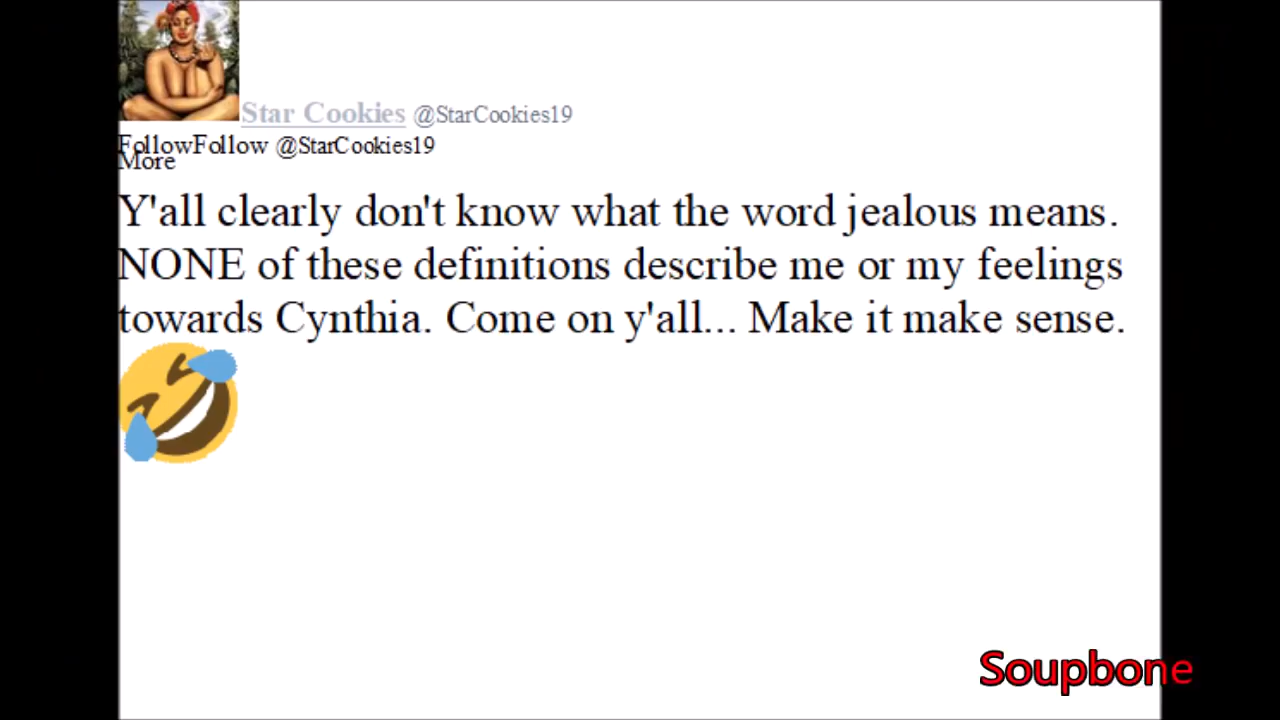 Star Cookies @StarCookies19
FollowFollow @StarCookies19
More
Y'all clearly don't know what the word jealous means.
NONE of these definitions describe me or my feelings
towards Cynthia. Come on y'all... Make it make sense.
Soupbone